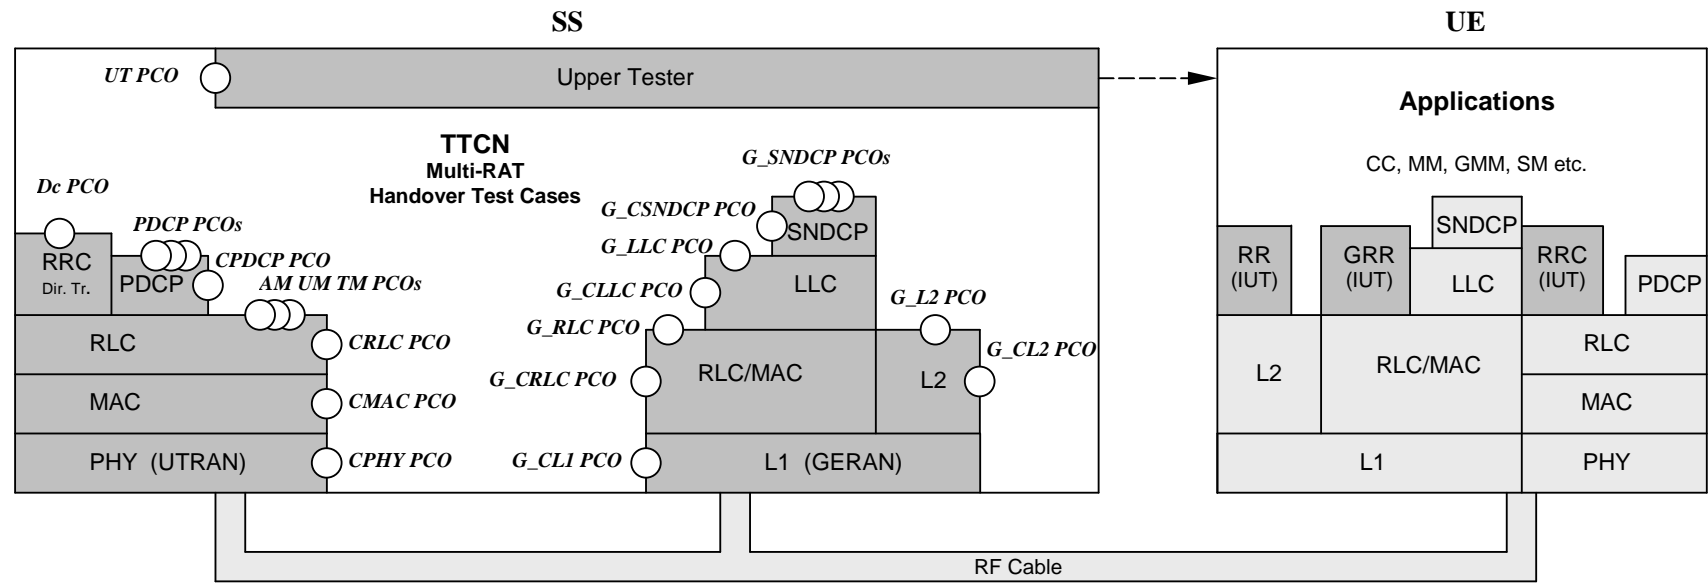 SS
UE
UT PCO
Upper Tester
Applications
TTCN
Multi-RAT
Handover Test Cases
G_SNDCP PCOs
CC, MM, GMM, SM etc.
Dc PCO
PDCP PCOs
G_CSNDCP PCO
SNDCP
SNDCP
RRC
Dir. Tr.
PDCP
CPDCP PCO
AM UM TM PCOs
G_LLC PCO
LLC
G_CLLC PCO
G_L2 PCO
RR
(IUT)
GRR
(IUT)
LLC
RRC
(IUT)
PDCP
RLC
CRLC PCO
G_RLC PCO
G_CL2 PCO
RLC
G_CRLC PCO
RLC/MAC
L2
L2
RLC/MAC
MAC
CMAC PCO
MAC
PHY (UTRAN)
CPHY PCO
G_CL1 PCO
L1 (GERAN)
L1
PHY
RF Cable